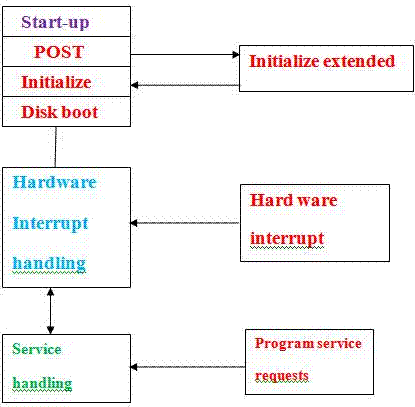 Start-up
POST
Initialize
Disk boot
Initialize extended
Hardware
Interrupt
handling
Hard ware
interrupt
Service
handling
Program service
requests